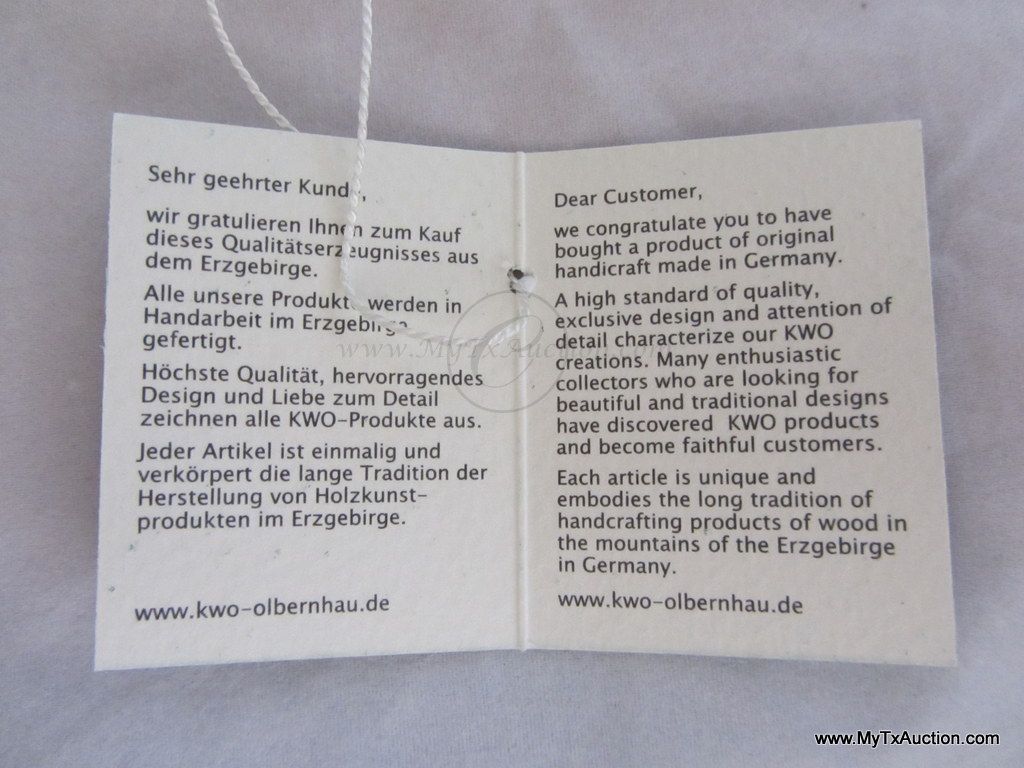 Sehr geehrter Kunde,
wir gratulieren Ihnen zum Kauf
dieses Qualitätserzeugnisses aus
dem Erzgebirge.
Alle unsere Produkte werden in
Handarbeit im Erzgebirge
gefertigt.
Höchste Qualität, hervorragendes
Design und Liebe zum Detail
zeichnen alle KWO-Produkte aus.
Jeder Artikel ist einmalig und
verkörpert die lange Tradition der
Herstellung von Holzkunst-
produkten im Erzgebirge.
www.kwo-olbernhau.de
Dear Customer,
we congratulate you to have
bought a product of original
handicraft made in Germany.
A high standard of quality,
exclusive design and attention of
detail characterize our KWO
creations. Many enthusiastic
collectors who are looking for
beautiful and traditional designs
have discovered KWO products
and become faithful customers.
Each article is unique and
embodies the long tradition of
handcrafting products of wood in
the mountains of the Erzgebirge
in Germany.
www.kwo-olbernhau.de
www.MyTxAuction.com